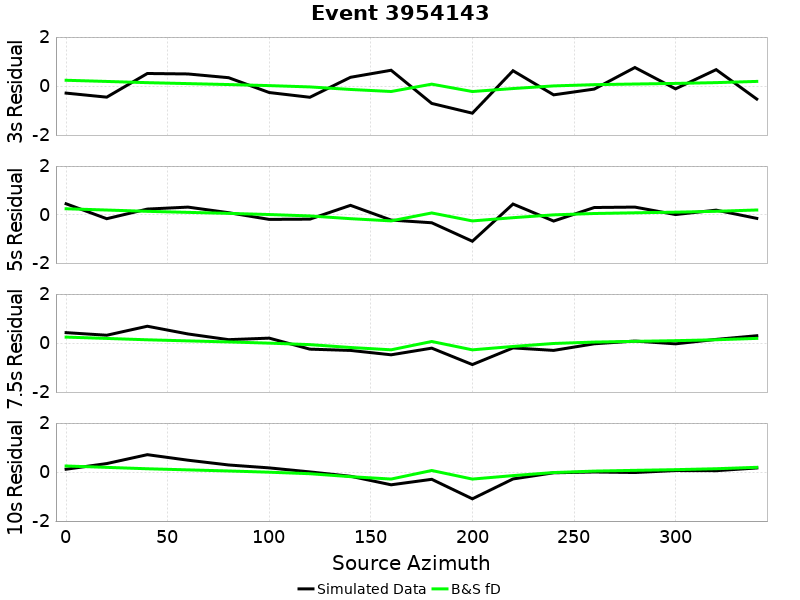 Event 3954143
3s Residual
2
0
-2
5s Residual
2
0
-2
7.5s Residual
2
0
-2
10s Residual
2
0
-2
0 50 100 150 200 250 300
Source Azimuth
Simulated Data B&S fD